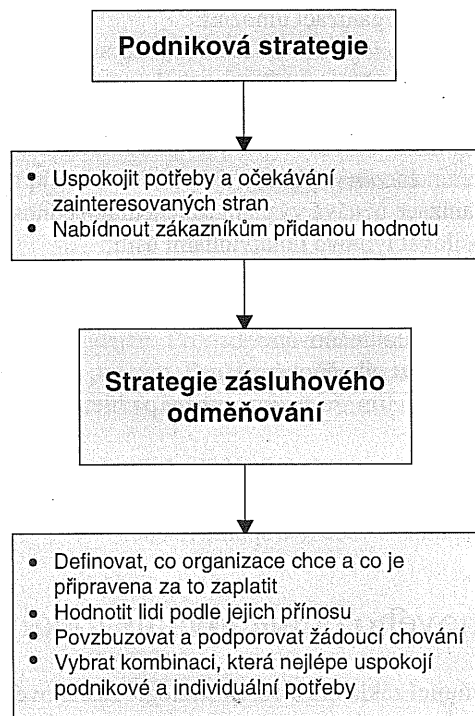 Podniková strategie
• Uspokojit potřeby a očekávání
zainteresovaných stran
• Nabídnout zákazníkům přidanou hodnotu
Strategie zásluhového
odměňování
• Definovat, co organizace chce a co je
připravena za to zaplatit
• Hodnotit lidi podle jejich přínosu
• Povzbuzovat a podporovat žádoucí chování
• Vybrat kombinaci, která nejlépe uspokojí
podnikové a individuální potřeby